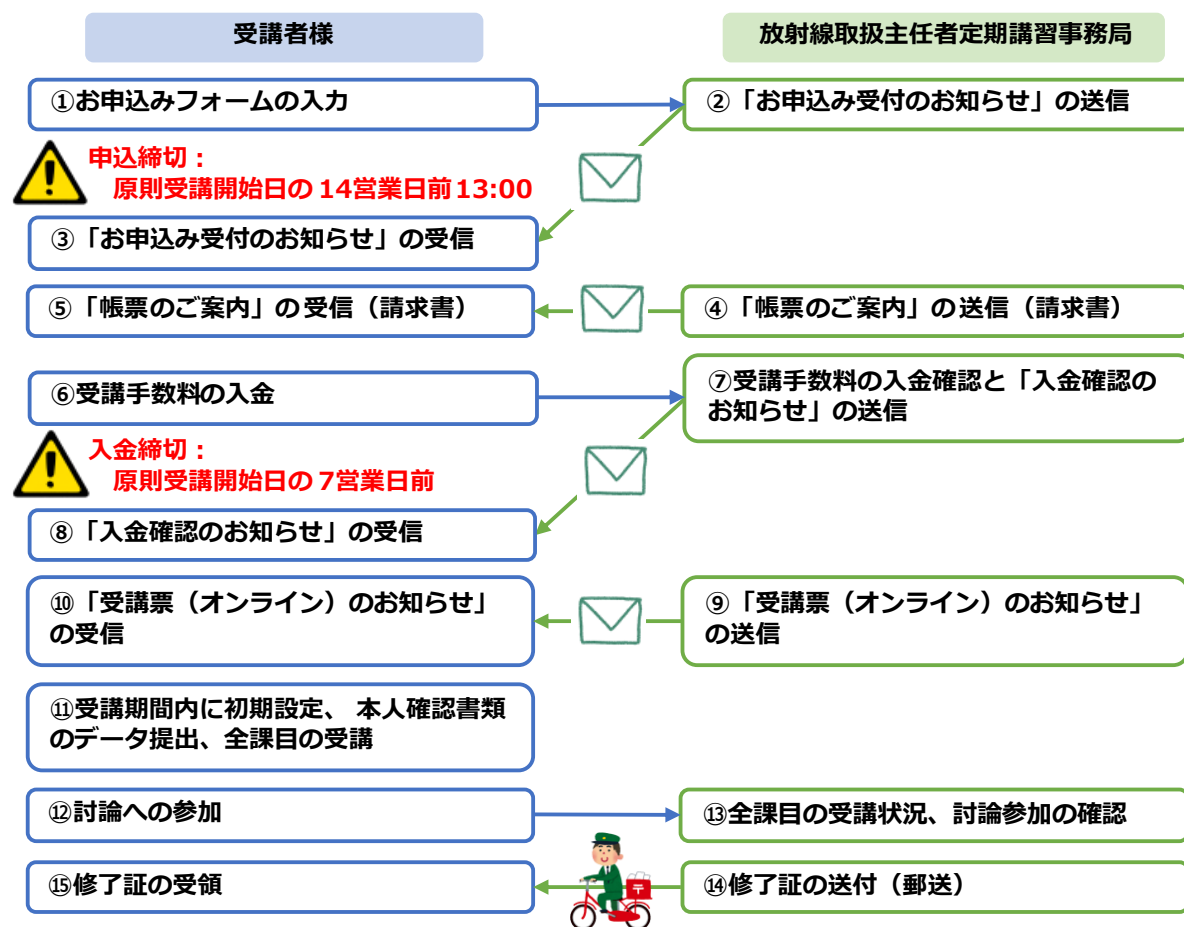 受講者様
放射線取扱主任者定期講習事務局
①お申込みフォームの入力
②「お申込み受付のお知らせ」の送信
申込締切：
原則受講開始日の14営業日前13:00
③「お申込み受付のお知らせ」の受信
⑤「帳票のご案内」の受信（請求書）
④「帳票のご案内」の送信（請求書）
⑥受講手数料の入金
⑦受講手数料の入金確認と「入金確認の
お知らせ」の送信
入金締切：
原則受講開始日の7営業日前
⑧「入金確認のお知らせ」の受信
⑩「受講票（オンライン）のお知らせ」
の受信
⑨「受講票（オンライン）のお知らせ」
の送信
⑪受講期間内に初期設定、 本人確認書類
のデータ提出、全課目の受講
⑫討論への参加
⑬全課目の受講状況、討論参加の確認
⑮修了証の受領
⑭修了証の送付（郵送）